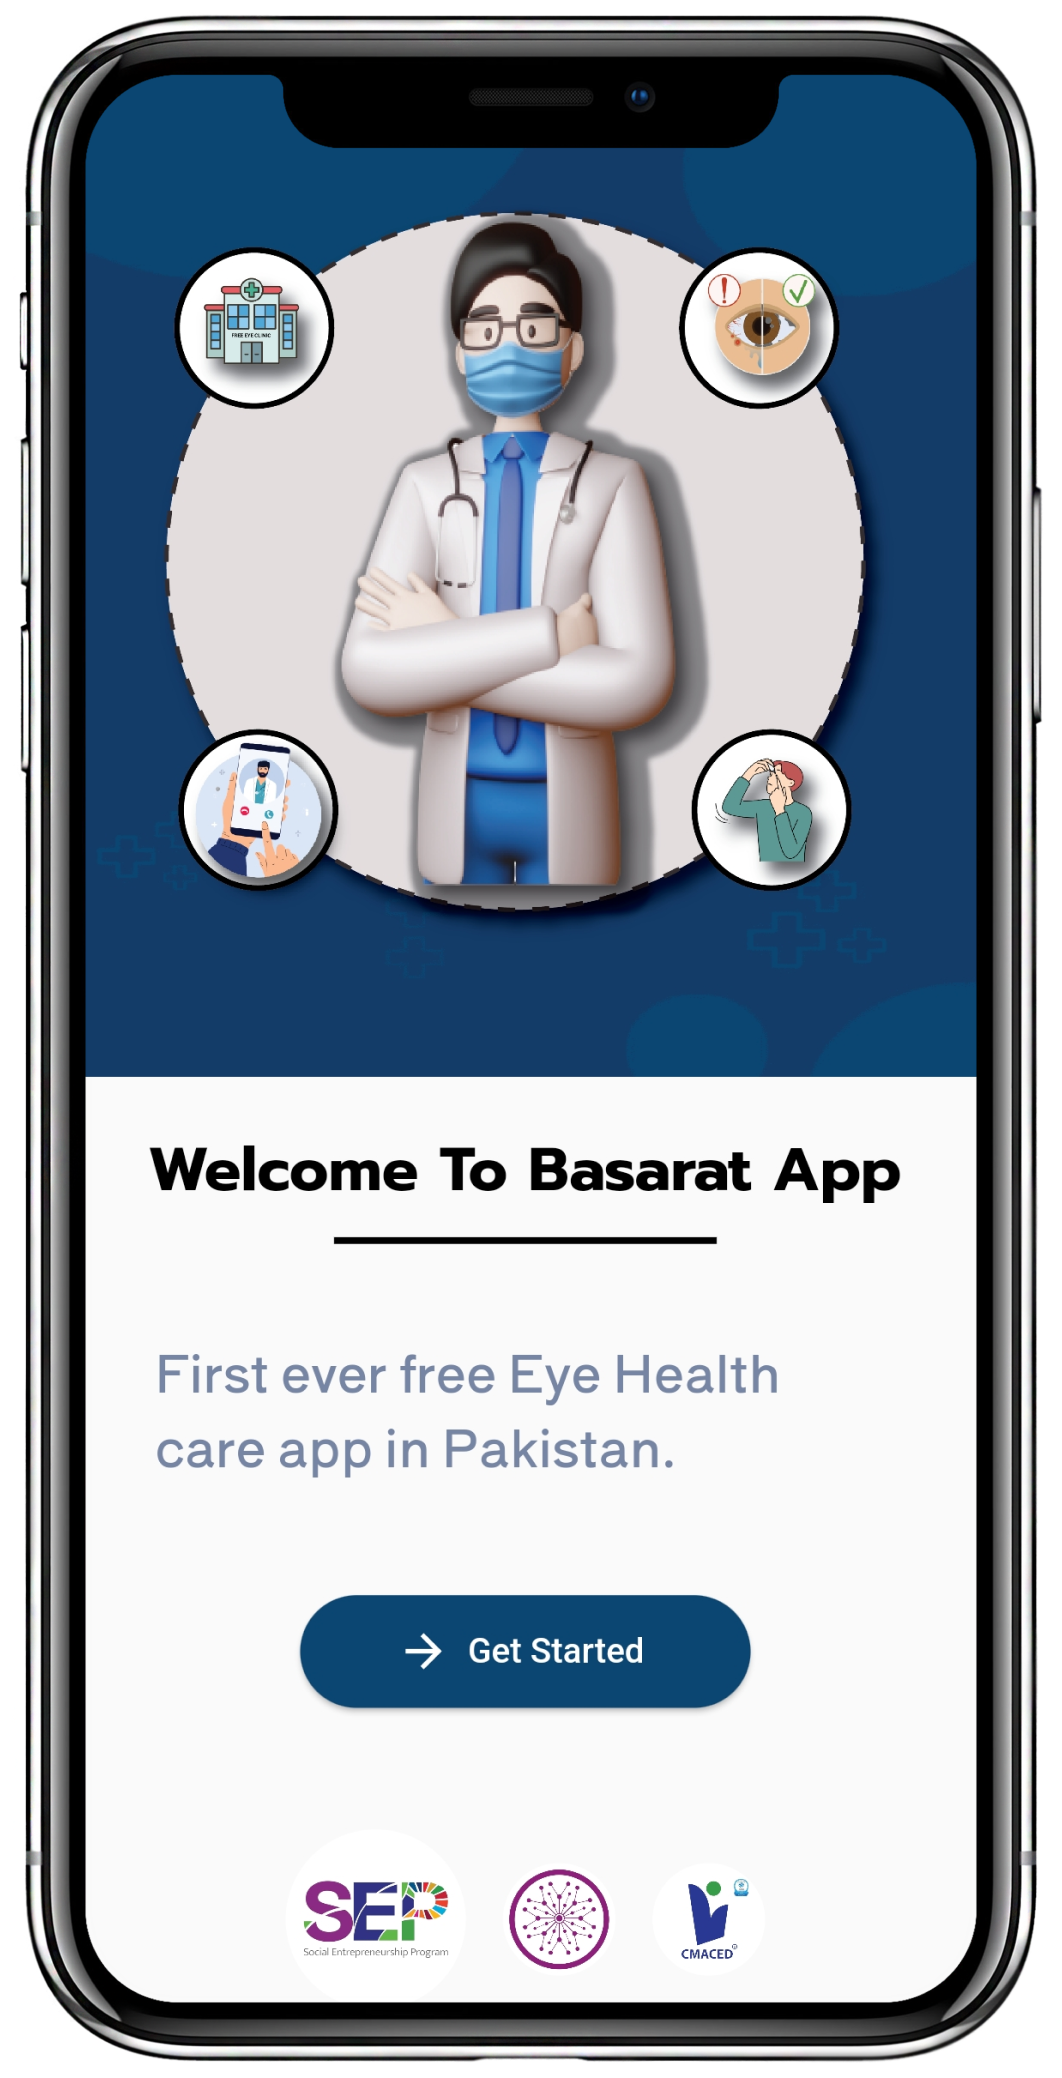 FREE EYE CLINIC
Welcome To Basarat App
First ever free Eye Health
care app in Pakistan.
Get Started
SEP
Social Entrepreneurship Program
CMACED